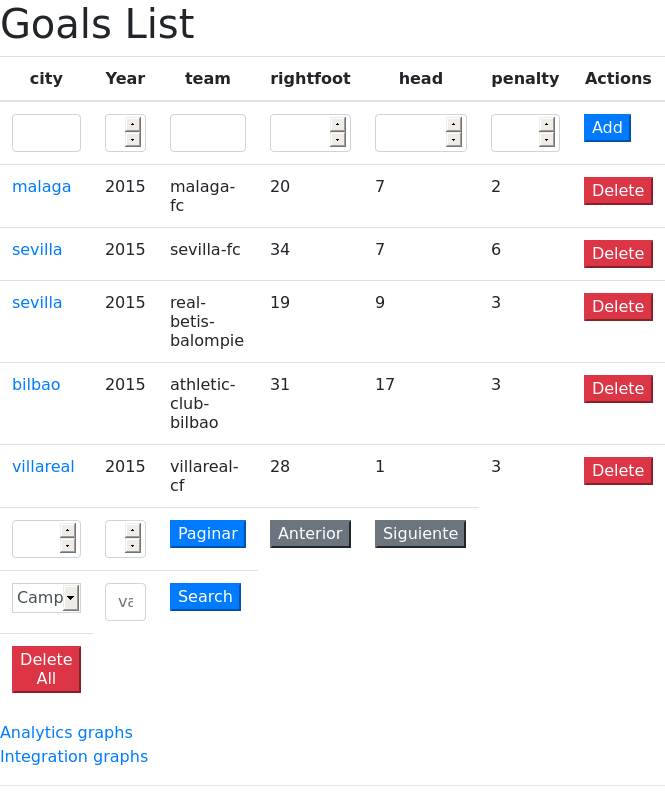 Goals List
city Year team rightfoot head penalty Actions
Add
malaga 2015 malaga- 20 7 2 Delete
fc
sevilla 2015 sevilla-fc 34 7 6 Delete
sevilla 2015 real- 19 9 3 Delete
betis-
balompie
bilbao 2015 athletic- 31 17 3 Delete
club-
bilbao
villareal 2015 villareal- 28 1 3 Delete
cf
Paginar Anterior Siguiente
Camp Search
Delete
All
Analytics graphs
Integration graphs